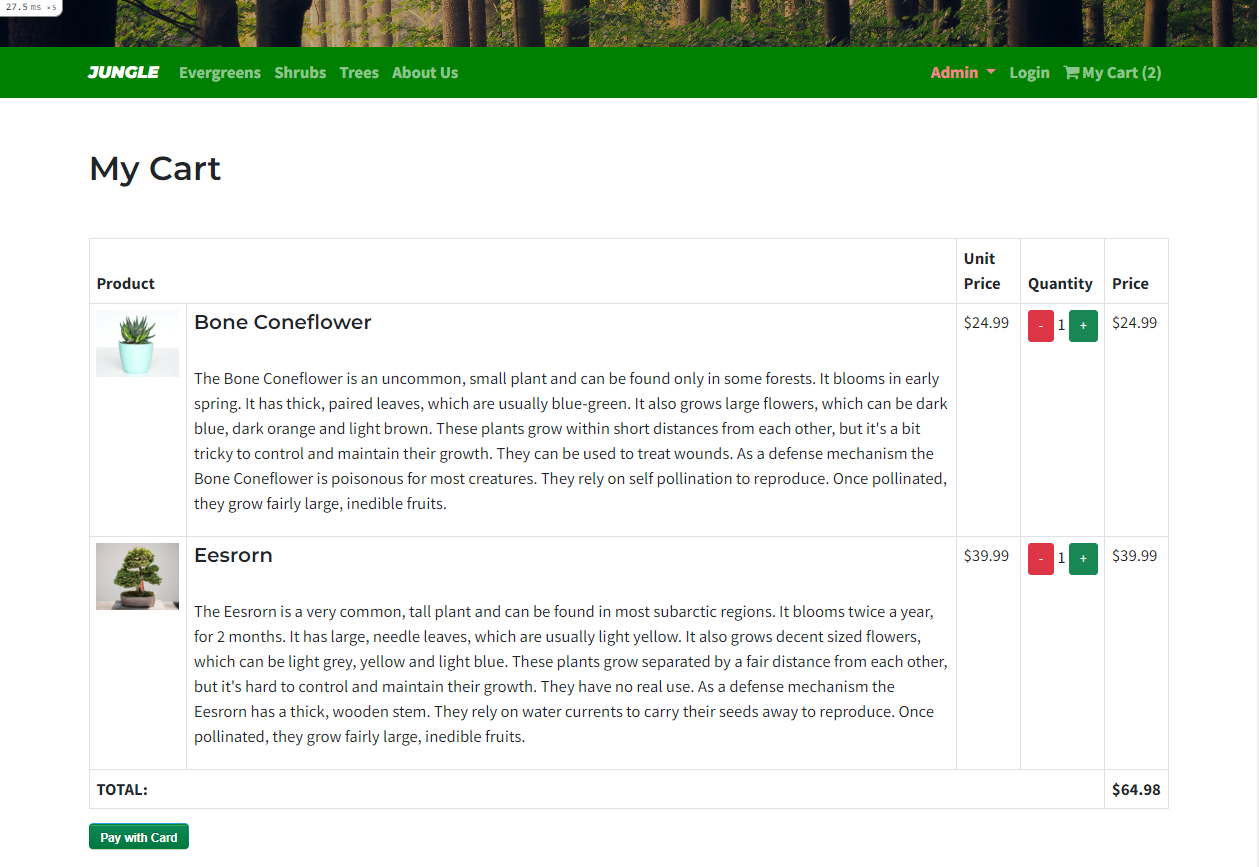 27.5 ms ×5
JUNGLE Evergreens Shrubs Trees About Us Admin Login My Cart (2)
My Cart
Product Unit Price Quantity Price
Bone Coneflower $24.99 - 1 + $24.99
The Bone Coneflower is an uncommon, small plant and can be found only in some forests. It blooms in early
spring. It has thick, paired leaves, which are usually blue-green. It also grows large flowers, which can be dark
blue, dark orange and light brown. These plants grow within short distances from each other, but it's a bit
tricky to control and maintain their growth. They can be used to treat wounds. As a defense mechanism the
Bone Coneflower is poisonous for most creatures. They rely on self pollination to reproduce. Once pollinated,
they grow fairly large, inedible fruits.
Eesrorn $39.99 - 1 + $39.99
The Eesrorn is a very common, tall plant and can be found in most subarctic regions. It blooms twice a year,
for 2 months. It has large, needle leaves, which are usually light yellow. It also grows decent sized flowers,
which can be light grey, yellow and light blue. These plants grow separated by a fair distance from each other,
but it's hard to control and maintain their growth. They have no real use. As a defense mechanism the
Eesrorn has a thick, wooden stem. They rely on water currents to carry their seeds away to reproduce. Once
pollinated, they grow fairly large, inedible fruits.
TOTAL: $64.98
Pay with Card